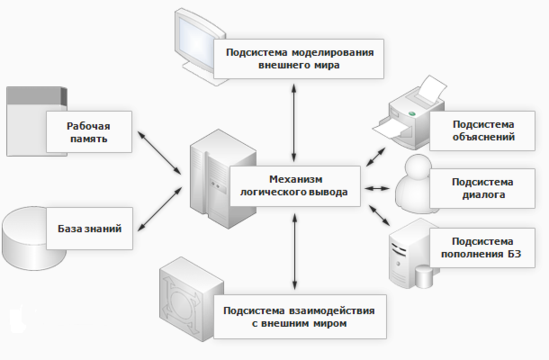 Подсистема моделирования
внешнего мира
Рабочая
память
Подсистема
объяснений
Механизм
логического вывода
Подсистема
диалога
База знаний
Подсистема
пополнения БЗ
Подсистема взаимодействия
с внешним миром